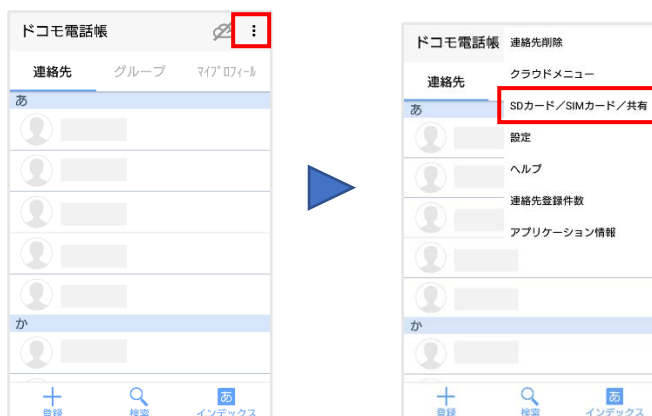 ドコモ電話帳
連絡先 グループ マイプロフィール
あ
か
登録 検索 インデックス
ドコモ電話帳
連絡先
あ
連絡先削除
クラウドメニュー
SDカード／SIMカード／共有
設定
ヘルプ
連絡先登録件数
アプリケーション情報
か
登録 検索 インデックス